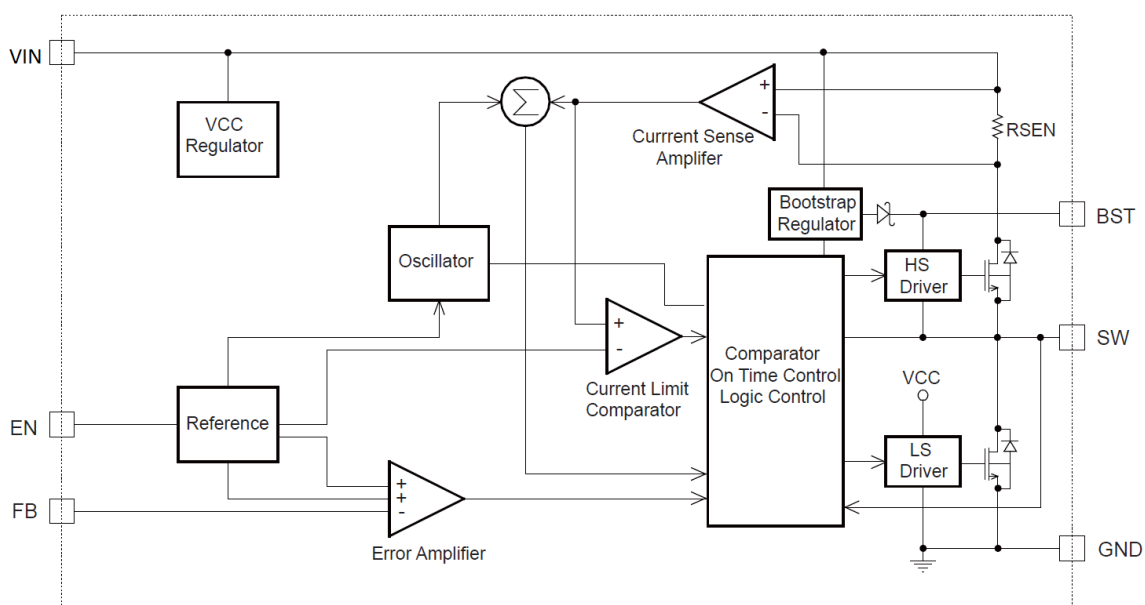 VIN
VCC
Regulator
Σ
+
-
Currrent Sense
Amplifer
RSEN
Bootstrap
Regulator
BST
Oscillator
HS
Driver
+
-
Current Limit
Comparator
Comparator
On Time Control
Logic Control
SW
VCC
EN
Reference
LS
Driver
+
+
-
FB
Error Amplifier
GND